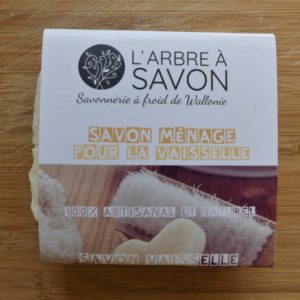 L'ARBRE À
SAVON
Savonnerie à froid de Wallonie
SAVON MÉNAGE
POUR LA VAISSELLE
100% ARTISANAL ET NATUREL
SAVON VAISSELLE